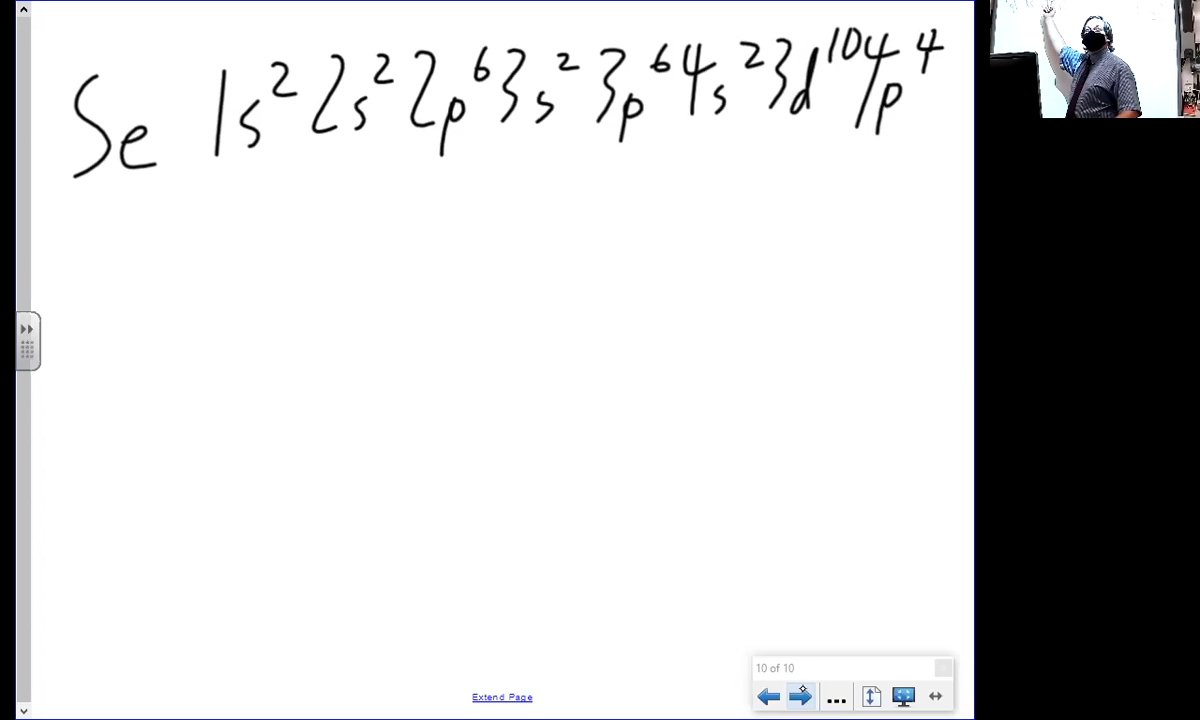 Se 1s² 2s² 2p⁶ 3s² 3p⁶ 4s² 3d¹⁰ 4p⁴
10 of 10
Extend Page